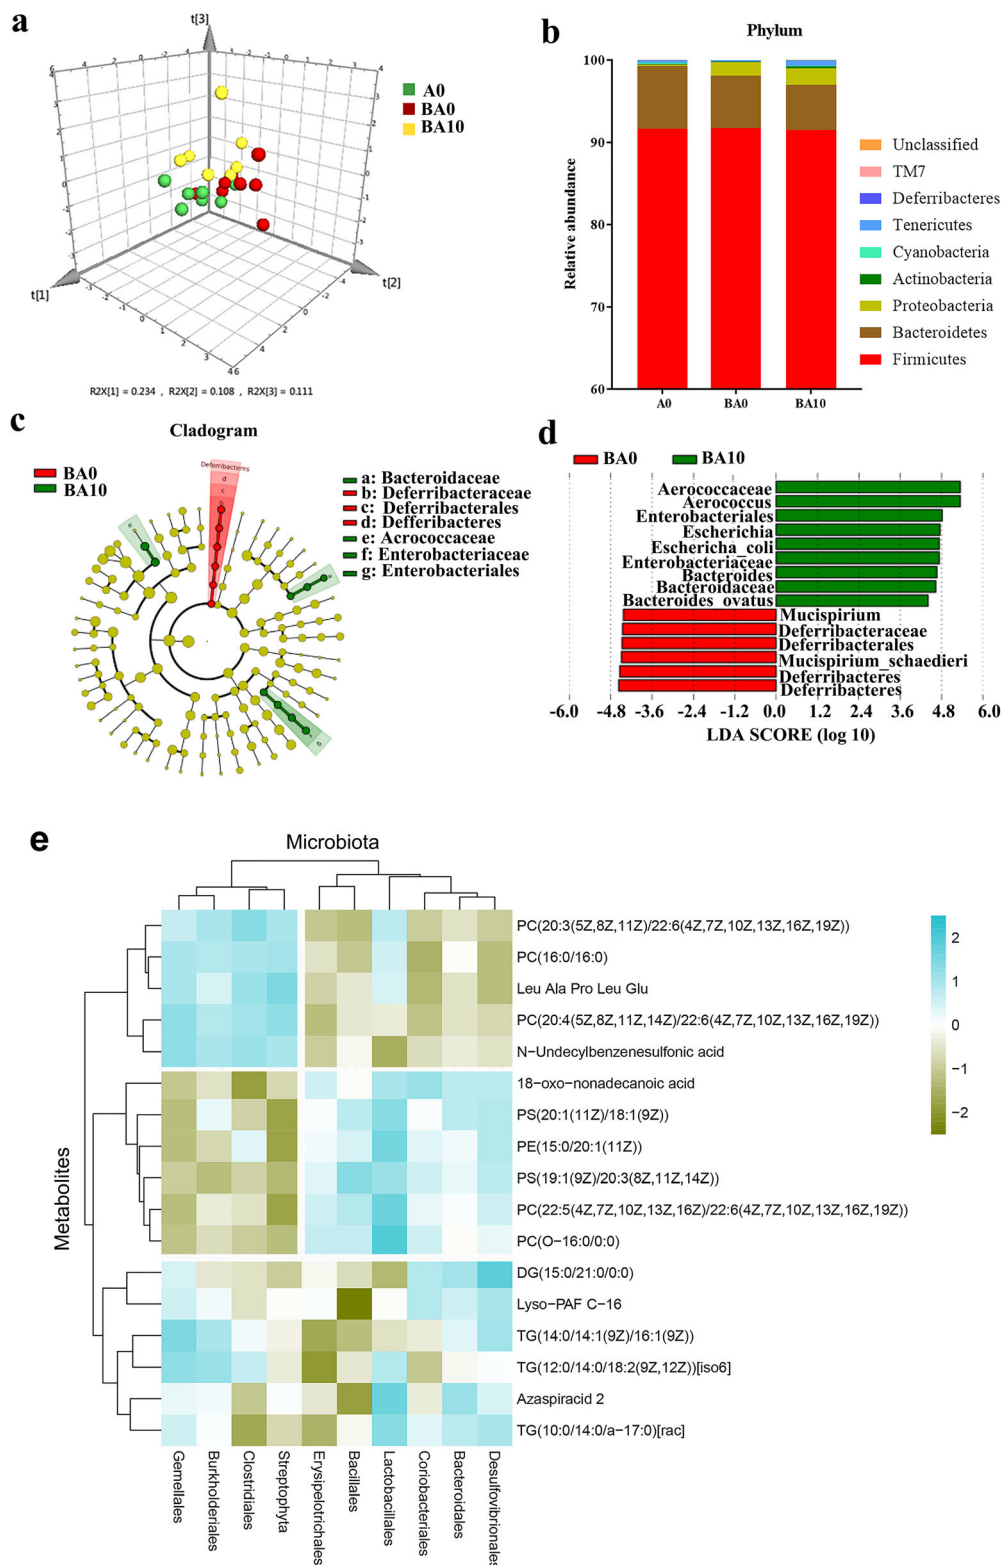 a
t[3]
t[1]
t[2]
A0
BA0
BA10
R2X[1] = 0.234 , R2X[2] = 0.108 , R2X[3] = 0.111
b
Phylum
Relative abundance
100
90
80
70
60
A0 BA0 BA10
Unclassified
TM7
Deferribacteres
Tenericutes
Cyanobacteria
Actinobacteria
Proteobacteria
Bacteroidetes
Firmicutes
c
Cladogram
BA0
BA10
Deferribacteres
d
c
b
a: Bacteroidaceae
b: Deferribacteraceae
c: Deferribacterales
d: Defferibacteres
e: Acrococcaceae
f: Enterobacteriaceae
g: Enterobacteriales
d
BA0 BA10
Aerococcaceae
Aerococcus
Enterobacteriales
Escherichia
Eschericha_coli
Enterobacteriaceae
Bacteroides
Bacteroidaceae
Bacteroides_ovatus
Mucispirium
Deferribacteraceae
Deferribacterales
Mucispirium_schaedieri
Deferribacteres
Deferribacteres
-6.0 -4.8 -3.6 -2.4 -1.2 0.0 1.2 2.4 3.6 4.8 6.0
LDA SCORE (log 10)
e
Microbiota
Metabolites
PC(20:3(5Z,8Z,11Z)/22:6(4Z,7Z,10Z,13Z,16Z,19Z))
PC(16:0/16:0)
Leu Ala Pro Leu Glu
PC(20:4(5Z,8Z,11Z,14Z)/22:6(4Z,7Z,10Z,13Z,16Z,19Z))
N−Undecylbenzenesulfonic acid
18−oxo−nonadecanoic acid
PS(20:1(11Z)/18:1(9Z))
PE(15:0/20:1(11Z))
PS(19:1(9Z)/20:3(8Z,11Z,14Z))
PC(22:5(4Z,7Z,10Z,13Z,16Z)/22:6(4Z,7Z,10Z,13Z,16Z,19Z))
PC(O−16:0/0:0)
DG(15:0/21:0/0:0)
Lyso−PAF C−16
TG(14:0/14:1(9Z)/16:1(9Z))
TG(12:0/14:0/18:2(9Z,12Z))[iso6]
Azaspiracid 2
TG(10:0/14:0/a−17:0)[rac]
2
1
0
−1
−2
Gemellales
Burkholderiales
Clostridiales
Streptophyta
Erysipelotrichales
Bacillales
Lactobacillales
Coriobacteriales
Bacteroidales
Desulfovibrionales